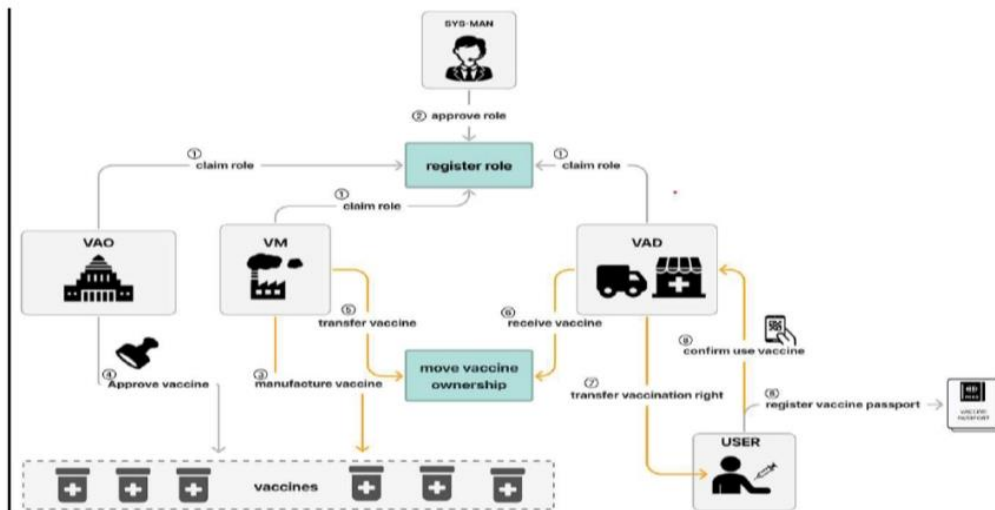 SYS-MAN
② approve role
① claim role
register role
① claim role
① claim role
VAO
VM
VAD
⑤ transfer vaccine
⑥ receive vaccine
④ Approve vaccine
③ manufacture vaccine
move vaccine
ownership
⑧ confirm use vaccine
⑦ transfer vaccination right
⑧ register vaccine passport
USER
vaccines